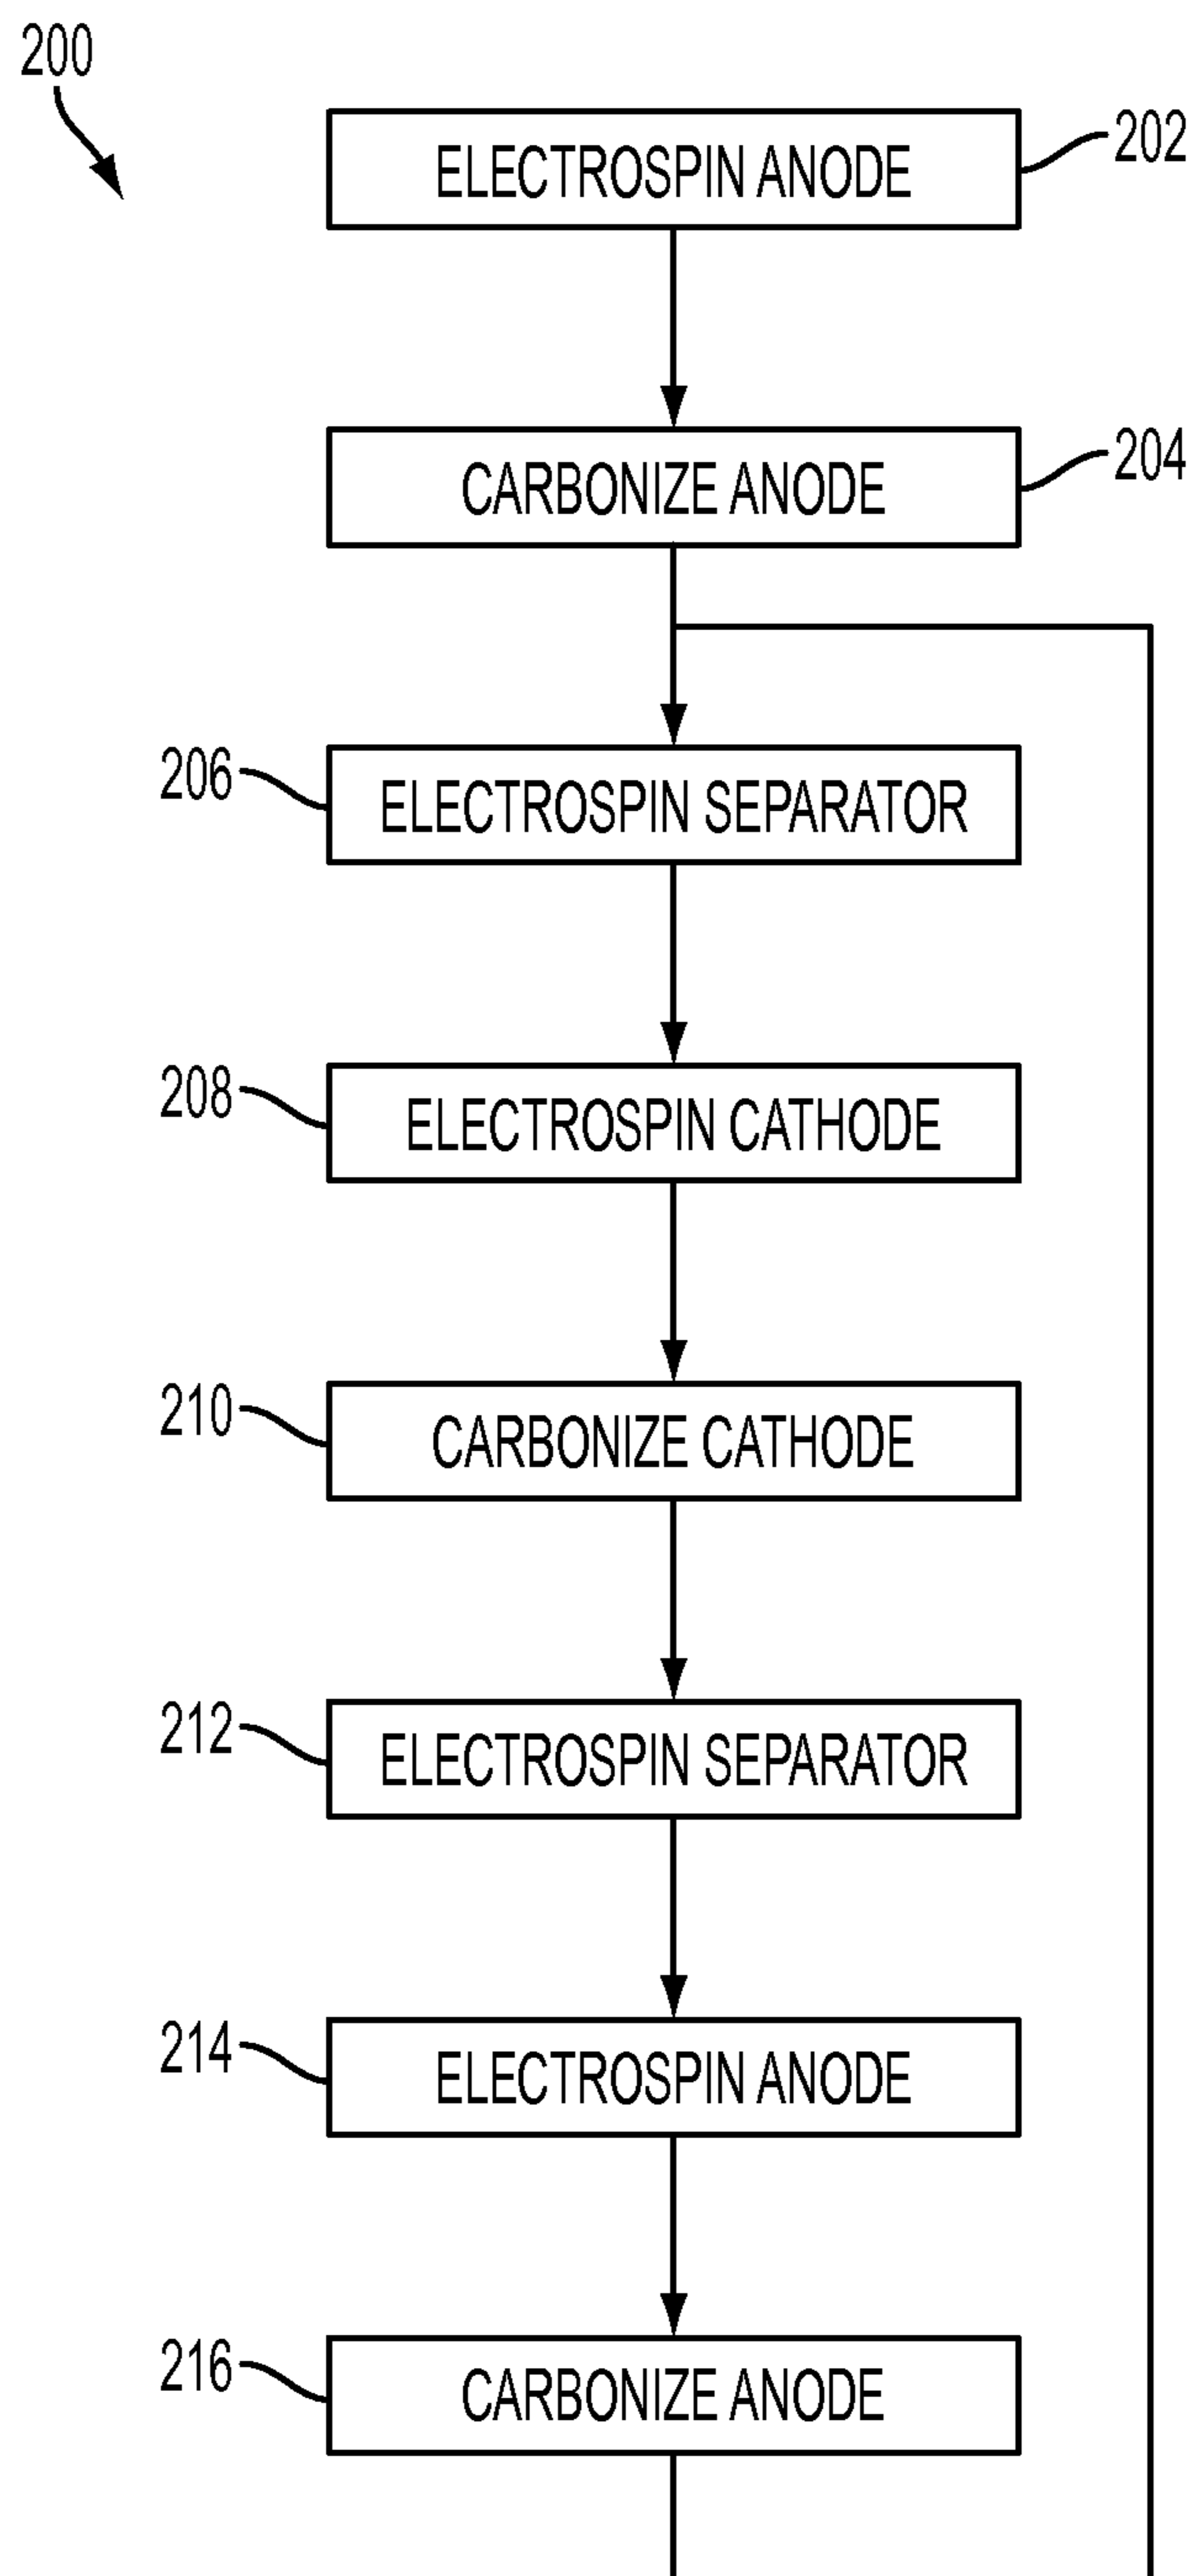 200
ELECTROSPIN ANODE
202
CARBONIZE ANODE
204
206
ELECTROSPIN SEPARATOR
208
ELECTROSPIN CATHODE
210
CARBONIZE CATHODE
212
ELECTROSPIN SEPARATOR
214
ELECTROSPIN ANODE
216
CARBONIZE ANODE